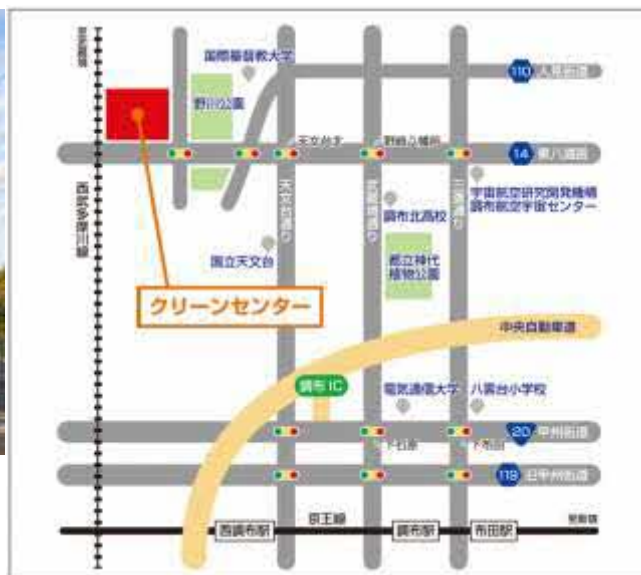 国際基督教大学
野川公園
110 人見街道
天文台下
野崎八幡前
14 東八道路
西武多摩川線
天文台通り
武蔵境通り
三鷹通り
宇宙航空研究開発機構
調布航空宇宙センター
調布北高校
国立天文台
都立神代
植物公園
クリーンセンター
中央自動車道
調布 IC
電気通信大学
八雲台小学校
20 甲州街道
下石原
下布田
119 旧甲州街道
京王線
西調布駅
調布駅
布田駅